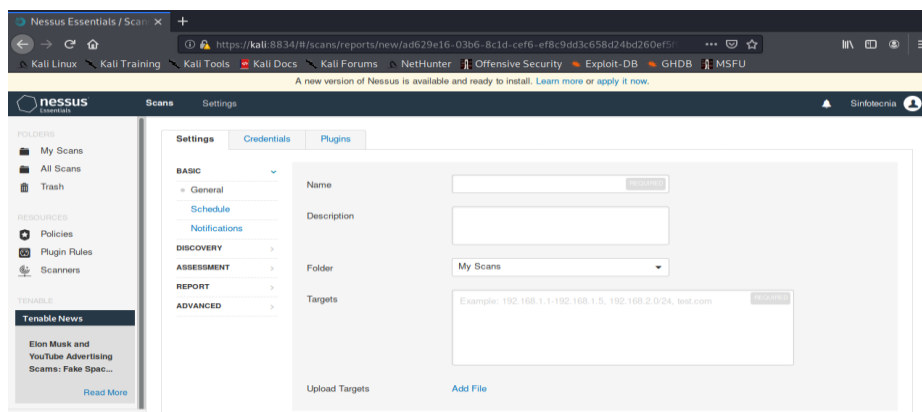 Nessus Essentials / Scan
https://kali:8834/#/scans/reports/new/ad629e16-03b6-8c1d-cef6-ef8c9dd3c658d24bd260ef5f
Kali Linux Kali Training Kali Tools Kali Docs Kali Forums NetHunter Offensive Security Exploit-DB GHDB MSFU
A new version of Nessus is available and ready to install. Learn more or apply it now.
nessus Scans Settings Sinfotecnia
Essentials
FOLDERS
My Scans
All Scans
Trash
RESOURCES
Policies
Plugin Rules
Scanners
TENABLE
Tenable News
Elon Musk and
YouTube Advertising
Scams: Fake Spac...
Read More
Settings Credentials Plugins
BASIC
General
Schedule
Notifications
DISCOVERY
ASSESSMENT
REPORT
ADVANCED
Name REQUIRED
Description
Folder My Scans
Targets Example: 192.168.1.1-192.168.1.5, 192.168.2.0/24, test.com REQUIRED
Upload Targets Add File